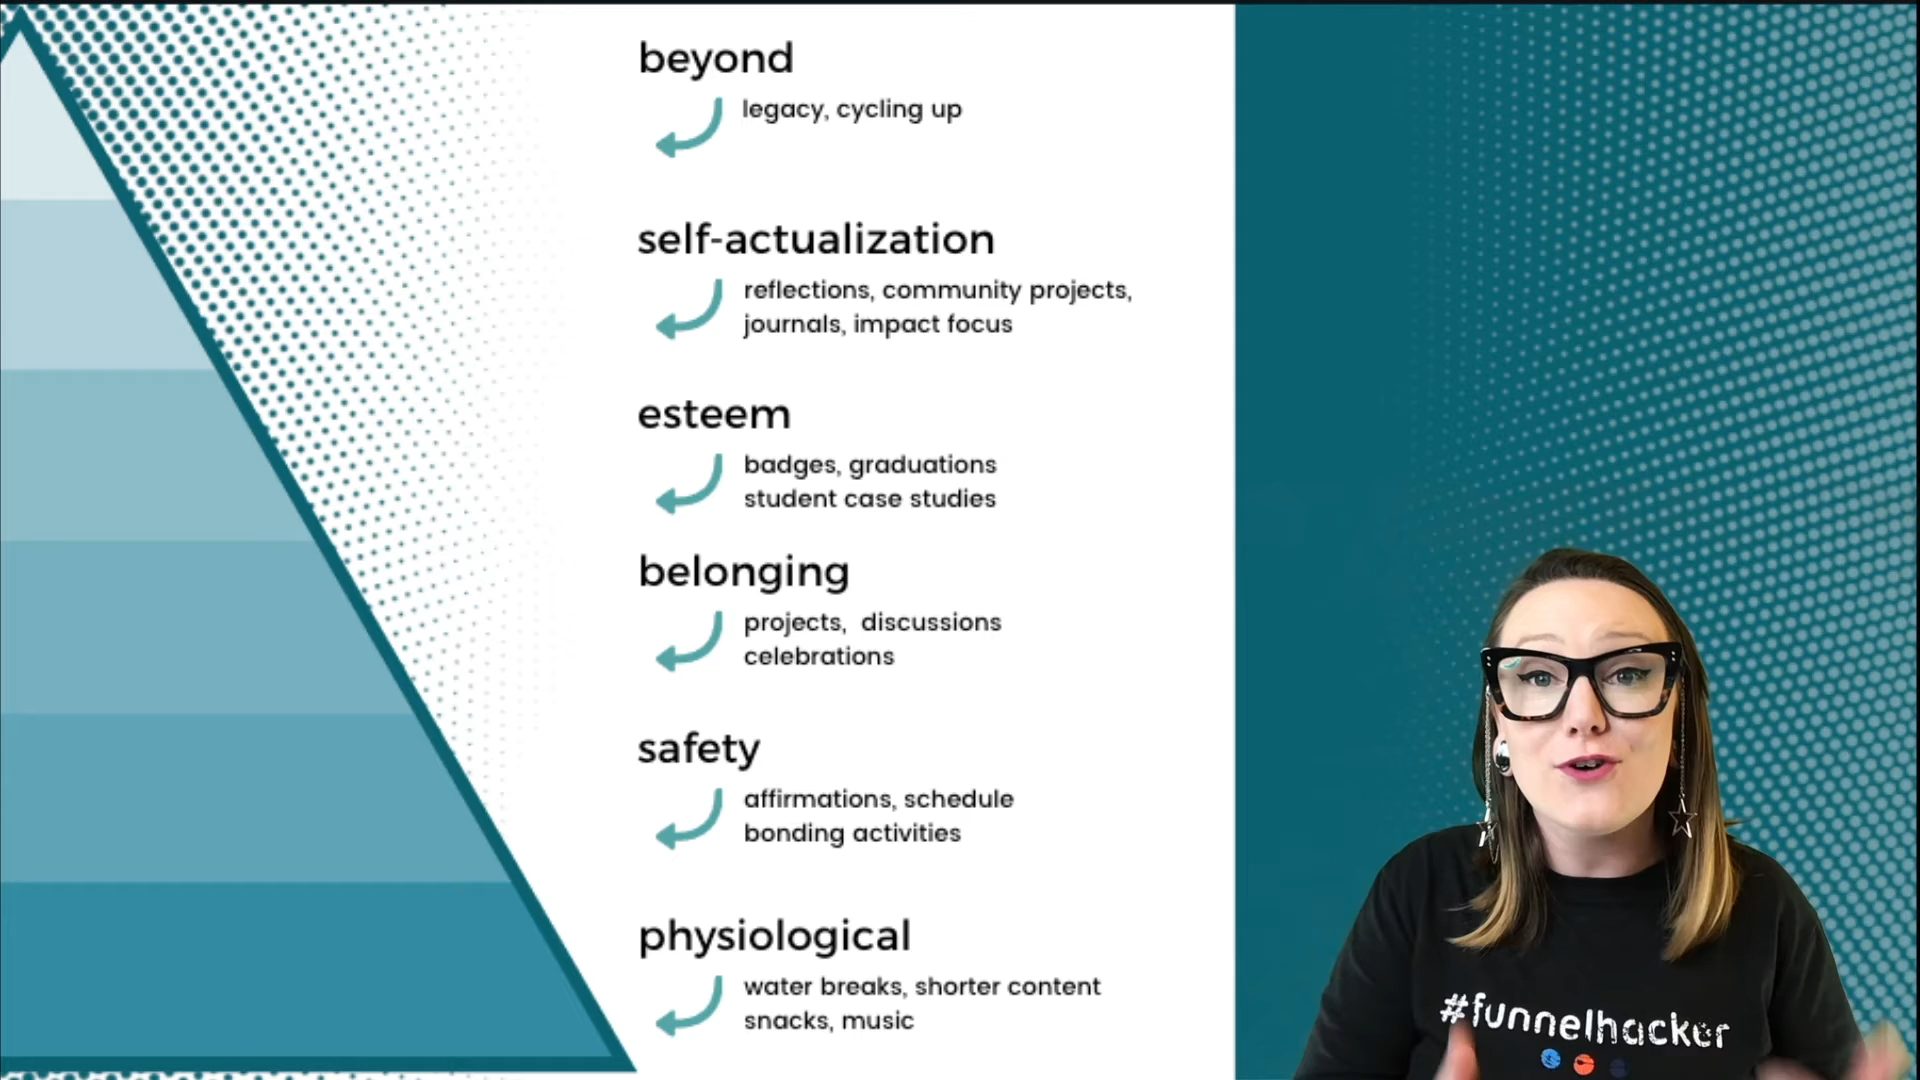 beyond
legacy, cycling up
self-actualization
reflections, community projects,
journals, impact focus
esteem
badges, graduations
student case studies
belonging
projects, discussions
celebrations
safety
affirmations, schedule
bonding activities
physiological
water breaks, shorter content
snacks, music
#funnelhacker